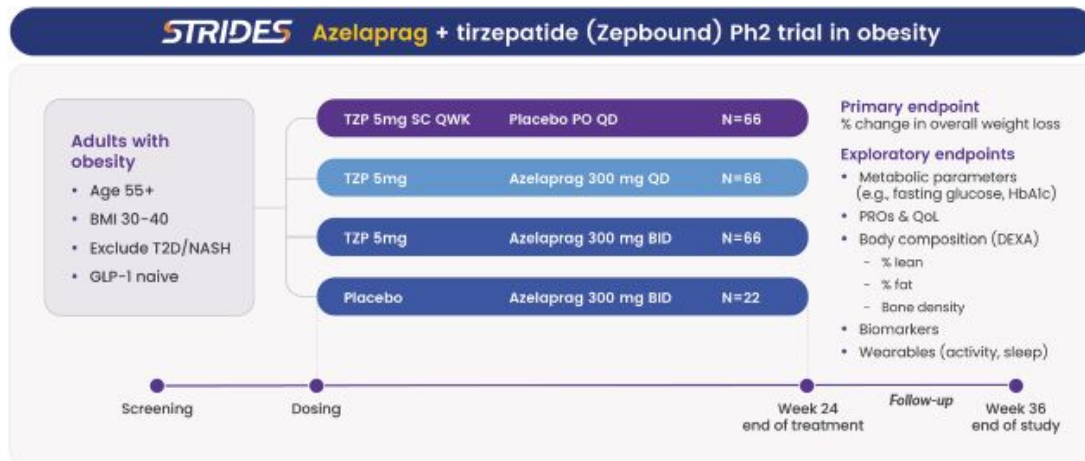 STRIDES Azelaprag + tirzepatide (Zepbound) Ph2 trial in obesity
Adults with
obesity
• Age 55+
• BMI 30-40
• Exclude T2D/NASH
• GLP-1 naive
TZP 5mg SC QWK Placebo PO QD N=66
TZP 5mg Azelaprag 300 mg QD N=66
TZP 5mg Azelaprag 300 mg BID N=66
Placebo Azelaprag 300 mg BID N=22
Primary endpoint
% change in overall weight loss
Exploratory endpoints
• Metabolic parameters
(e.g., fasting glucose, HbA1c)
• PROs & QoL
• Body composition (DEXA)
- % lean
- % fat
- Bone density
• Biomarkers
• Wearables (activity, sleep)
Screening
Dosing
Week 24
end of treatment
Follow-up
Week 36
end of study